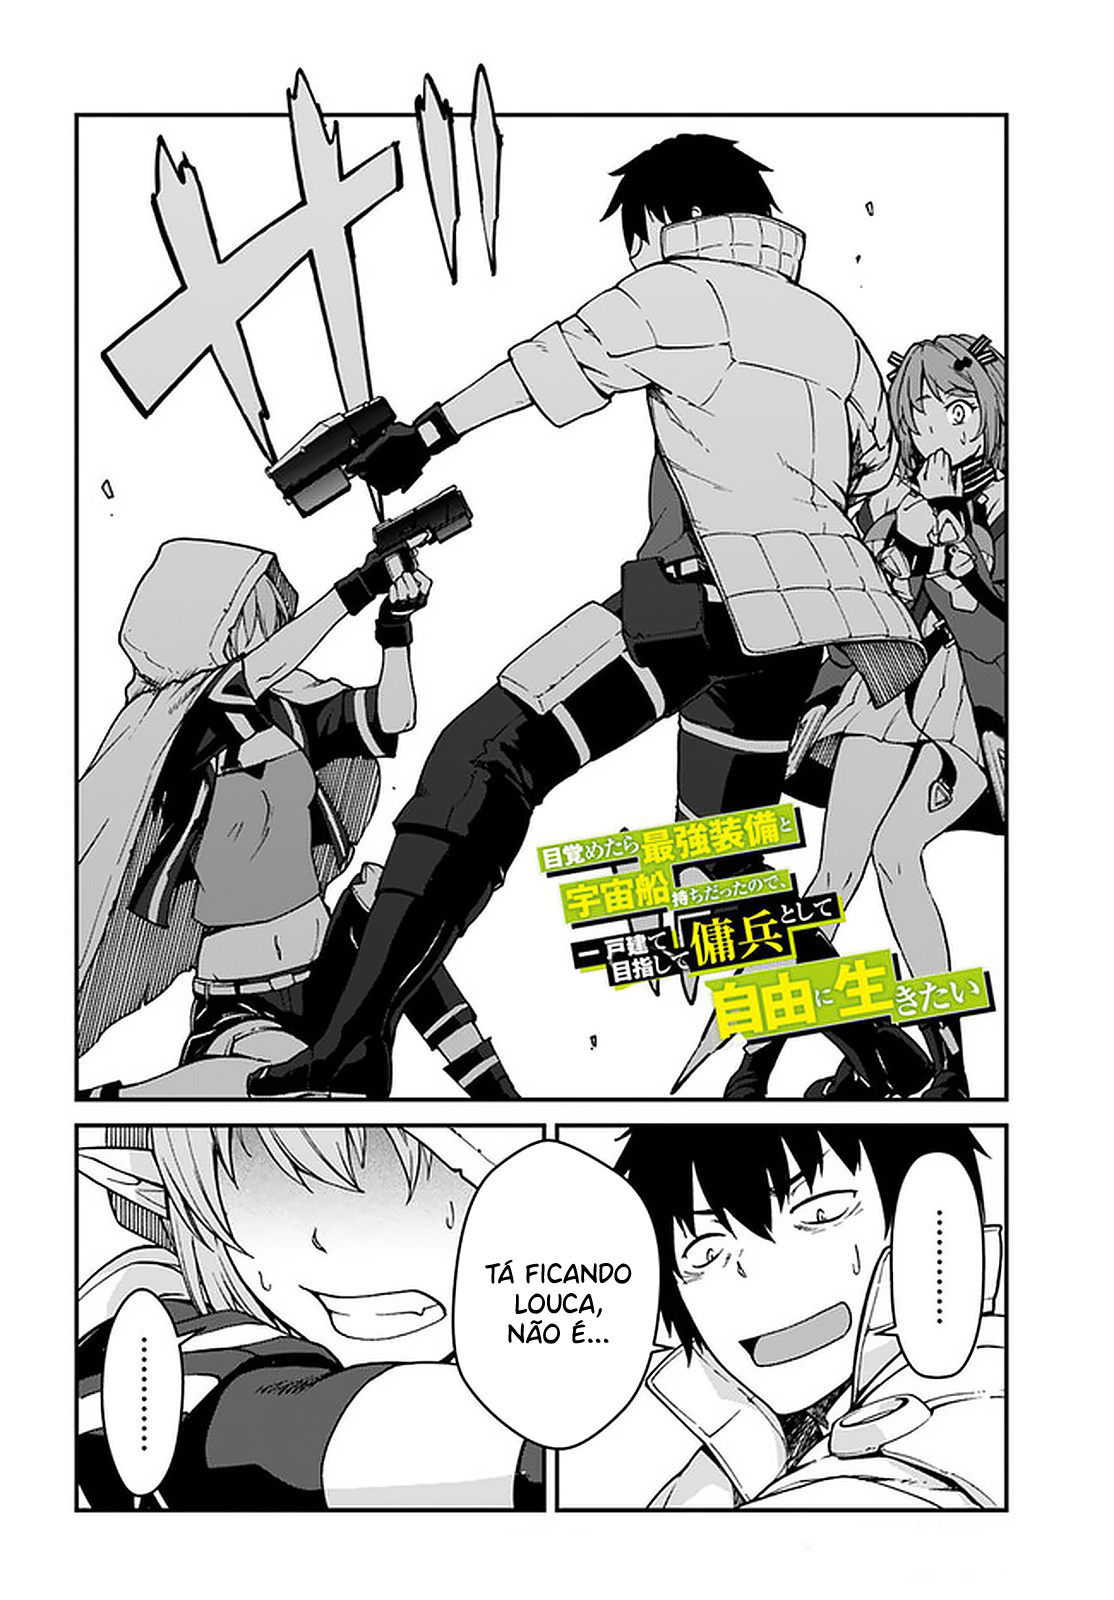 ザッ
目覚めたら最強装備と
宇宙船持ちだったので、
一戸建て目指して傭兵として
自由に生きたい
…………
TÁ FICANDO
LOUCA,
NÃO É...
…………